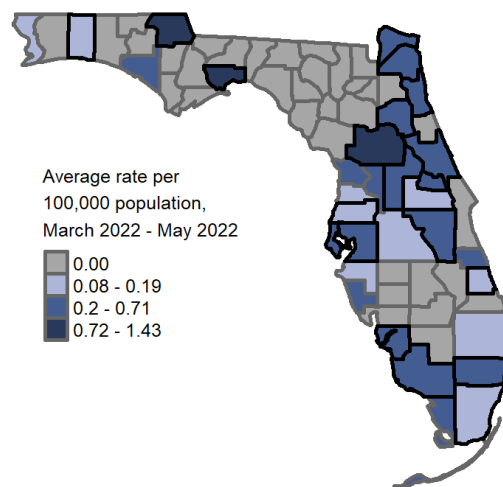 Average rate per
100,000 population,
March 2022 - May 2022
0.00
0.08 - 0.19
0.2 - 0.71
0.72 - 1.43